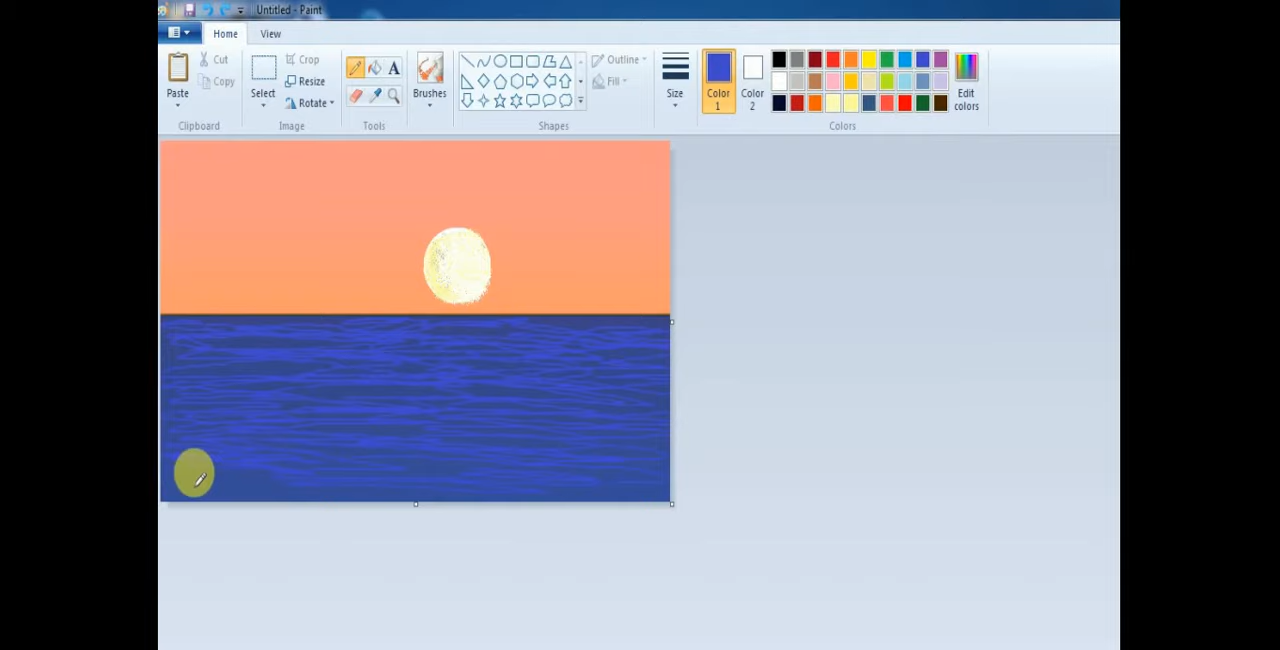 Untitled - Paint
Home View
Cut
Copy
Paste
Clipboard
Crop
Resize
Rotate
Select
Image
A
Tools
Brushes
Outline
Fill
Shapes
Size
Color 1
Color 2
Edit colors
Colors